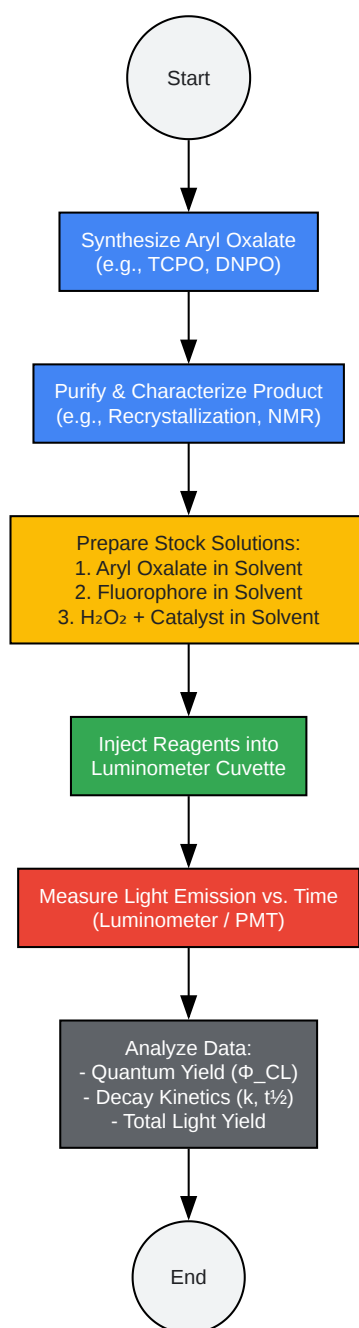 Start
Synthesize Aryl Oxalate
(e.g., TCPO, DNPO)
Purify & Characterize Product
(e.g., Recrystallization, NMR)
Prepare Stock Solutions:
1. Aryl Oxalate in Solvent
2. Fluorophore in Solvent
3. H₂O₂ + Catalyst in Solvent
Inject Reagents into
Luminometer Cuvette
Measure Light Emission vs. Time
(Luminometer / PMT)
Analyze Data:
- Quantum Yield (Φ_CL)
- Decay Kinetics (k, t½)
- Total Light Yield
End